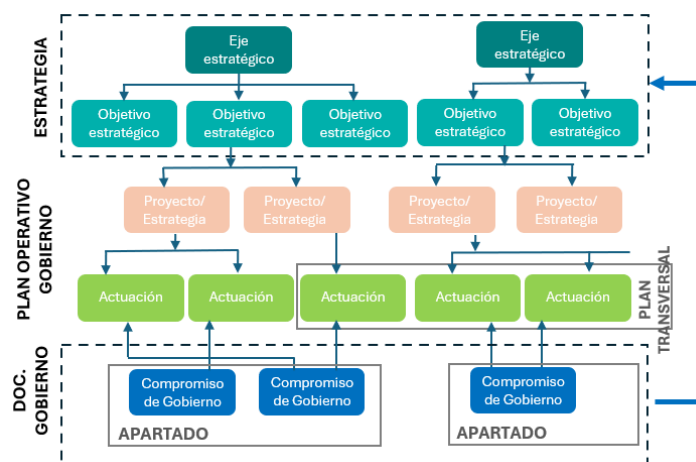 ESTRATEGIA
Eje
estratégico
Eje
estratégico
Objetivo
estratégico
Objetivo
estratégico
Objetivo
estratégico
Objetivo
estratégico
Objetivo
estratégico
PLAN OPERATIVO
GOBIERNO
Proyecto/
Estrategia
Proyecto/
Estrategia
Proyecto/
Estrategia
Proyecto/
Estrategia
Actuación
Actuación
Actuación
Actuación
Actuación
PLAN
TRANSVERSAL
DOC.
GOBIERNO
Compromiso
de Gobierno
Compromiso
de Gobierno
Compromiso
de Gobierno
APARTADO
APARTADO